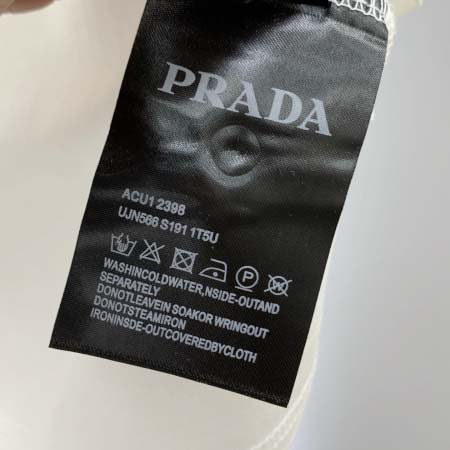 PRADA
ACU1 2398
UJN566 S191 1T5U
WASHINCOLDWATER,NSIDE-OUTAND
SEPARATELY
DONOTLEAVEIN SOAKOR WRINGOUT
DONOTSTEAMIRON
IRONINSDE-OUTCOVEREDBYCLOTH